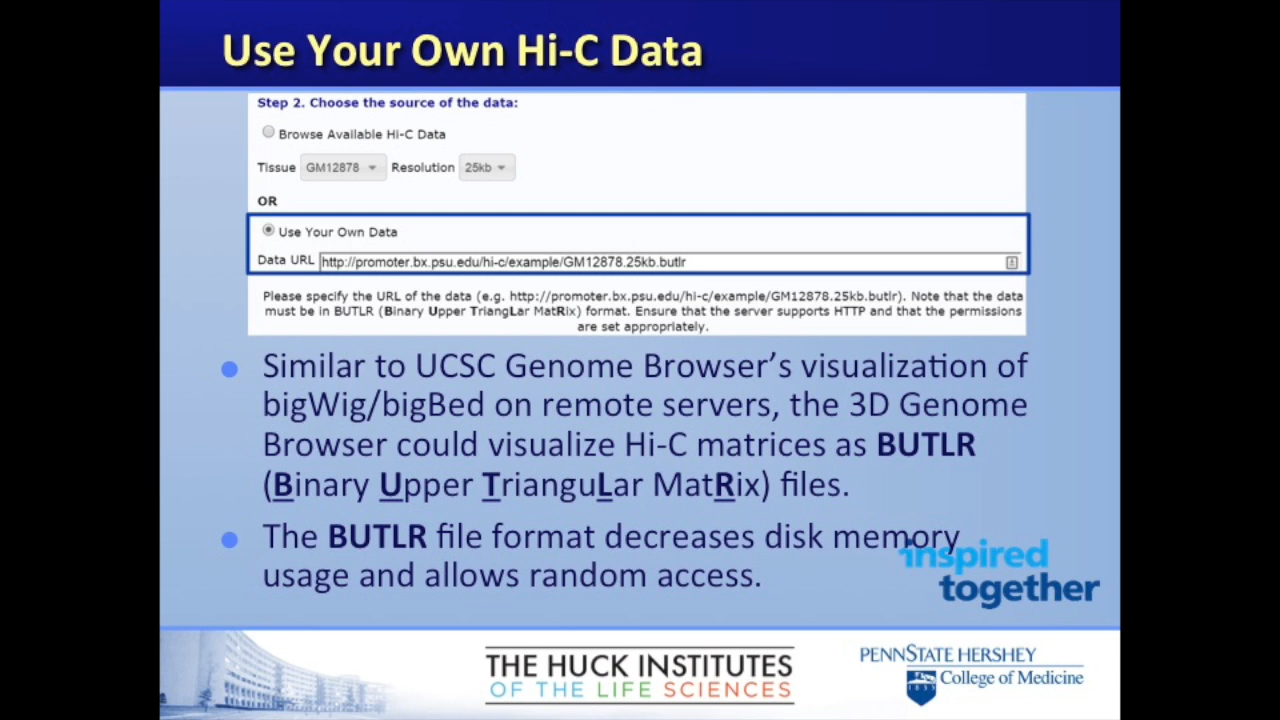 Use Your Own Hi-C Data
Step 2. Choose the source of the data:
Browse Available Hi-C Data
Tissue GM12878 Resolution 25kb
OR
Use Your Own Data
Data URL http://promoter.bx.psu.edu/hi-c/example/GM12878.25kb.butlr
Please specify the URL of the data (e.g. http://promoter.bx.psu.edu/hi-c/example/GM12878.25kb.butlr). Note that the data
must be in BUTLR (Binary Upper TriangLar MatRix) format. Ensure that the server supports HTTP and that the permissions
are set appropriately.
Similar to UCSC Genome Browser’s visualization of
bigWig/bigBed on remote servers, the 3D Genome
Browser could visualize Hi-C matrices as BUTLR
(Binary Upper TrianguLar MatRix) files.
The BUTLR file format decreases disk memory
usage and allows random access.
inspired
together
THE HUCK INSTITUTES
OF THE LIFE SCIENCES
PENNSTATE HERSHEY
College of Medicine
1855